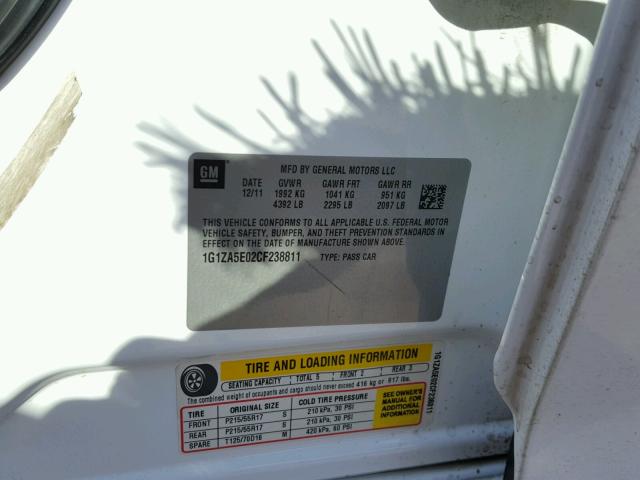 GM
MFD BY GENERAL MOTORS LLC
DATE GVWR GAWR FRT GAWR RR
12/11 1992 KG 1041 KG 951 KG
4392 LB 2295 LB 2097 LB
THIS VEHICLE CONFORMS TO ALL APPLICABLE U.S. FEDERAL MOTOR
VEHICLE SAFETY, BUMPER, AND THEFT PREVENTION STANDARDS IN
EFFECT ON THE DATE OF MANUFACTURE SHOWN ABOVE.
1G1ZA5E02CF238811 TYPE: PASS CAR
TIRE AND LOADING INFORMATION
SEATING CAPACITY TOTAL 5 FRONT 2 REAR 3
The combined weight of occupants and cargo should never exceed 416 kg or 917 lbs.
TIRE ORIGINAL SIZE COLD TIRE PRESSURE
FRONT P215/55R17 S 210 kPa, 30 PSI
REAR P215/55R17 S 210 kPa, 30 PSI
SPARE T125/70D16 M 420 kPa, 60 PSI
SEE OWNER'S
MANUAL FOR
ADDITIONAL
INFORMATION
1G1ZA5E02CF238811